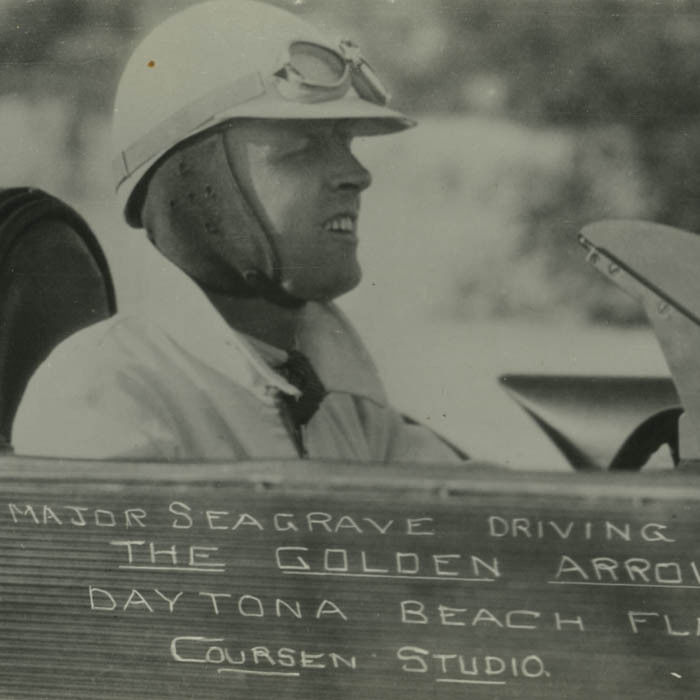 MAJOR SEAGRAVE DRIVING
THE GOLDEN ARRO
DAYTONA BEACH FL
COURSEN STUDIO.